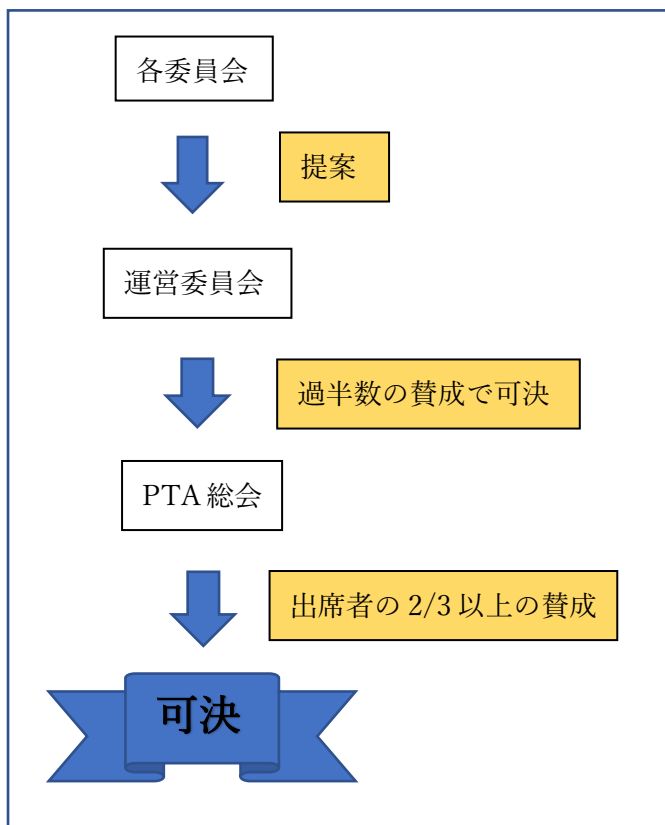 各委員会
提案
運営委員会
過半数の賛成で可決
PTA 総会
出席者の 2/3 以上の賛成
可決